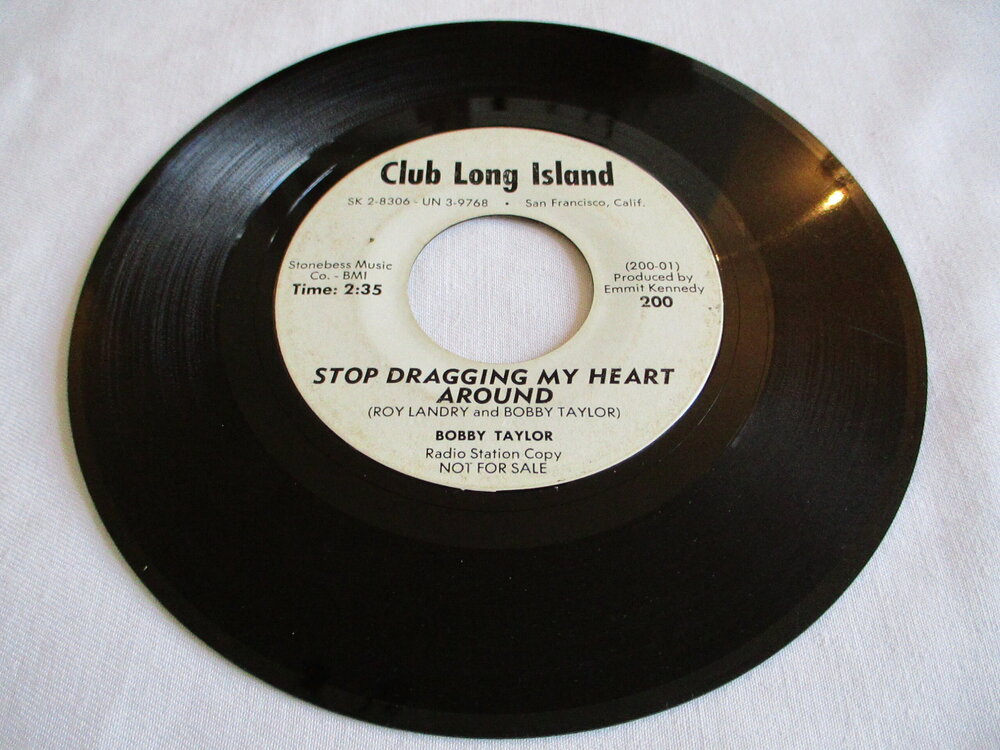 Club Long Island
SK 2-8306 - UN 3-9768 • San Francisco, Calif.
Stonebess Music
Co. - BMI
Time: 2:35
(200-01)
Produced by
Emmit Kennedy
200
STOP DRAGGING MY HEART
AROUND
(ROY LANDRY and BOBBY TAYLOR)
BOBBY TAYLOR
Radio Station Copy
NOT FOR SALE